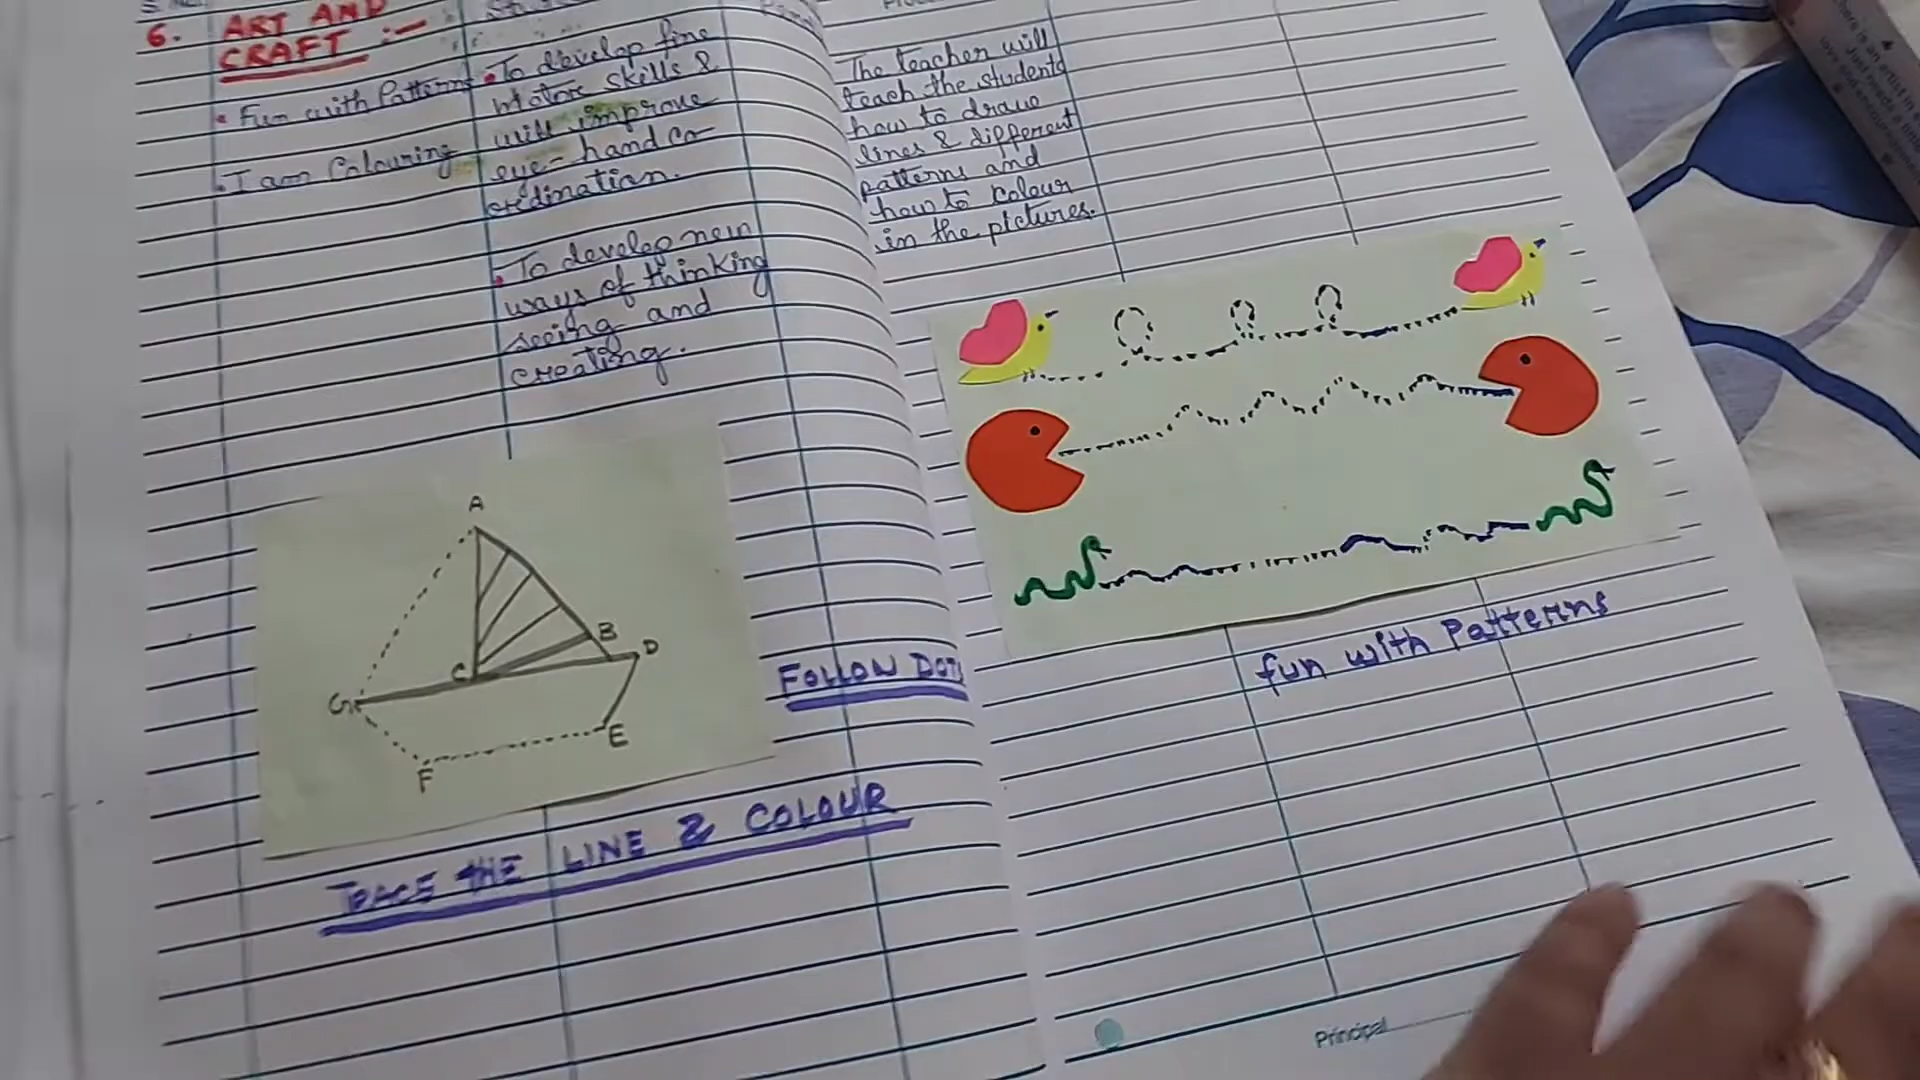 6. ART AND
CRAFT :-
• Fun with Patterns
• I am Colouring
• To develop fine
Motor skills &
will improve
eye-hand co
ordination.
• To develop new
ways of thinking
seeing and
creating.
The teacher will
teach the students
how to draw
lines & different
patterns and
how to colour
in the pictures.
A
B
C
D
G
E
F
FOLLOW DOTS
TRACE THE LINE & COLOUR
fun with Patterns
Principal